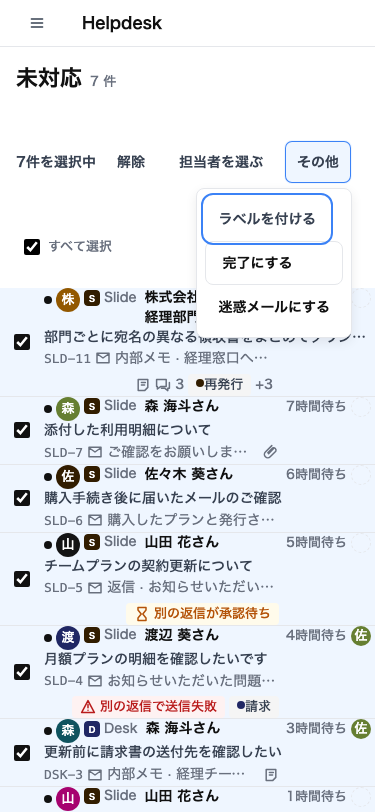 Helpdesk
未対応 7 件
7件を選択中 解除 担当者を選ぶ その他
ラベルを付ける
完了にする
迷惑メールにする
すべて選択
株 S Slide 株式会社
経理部門
部門ごとに宛名の異なる領収書をまとめてダウン…
SLD-11 内部メモ · 経理窓口へ…
3 再発行 +3
森 S Slide 森 海斗さん 7時間待ち
添付した利用明細について
SLD-7 ご確認をお願いしま…
佐 S Slide 佐々木 葵さん 6時間待ち
購入手続き後に届いたメールのご確認
SLD-6 購入したプランと発行さ…
山 S Slide 山田 花さん 5時間待ち
チームプランの契約更新について
SLD-5 返信 · お知らせいただい…
別の返信が承認待ち
渡 S Slide 渡辺 葵さん 4時間待ち 佐
月額プランの明細を確認したいです
SLD-4 お知らせいただいた問題…
別の返信で送信失敗 請求
森 D Desk 森 海斗さん 3時間待ち 佐
更新前に請求書の送付先を確認したい
DSK-3 内部メモ · 経理チー…
山 S Slide 山田 花さん 1時間待ち